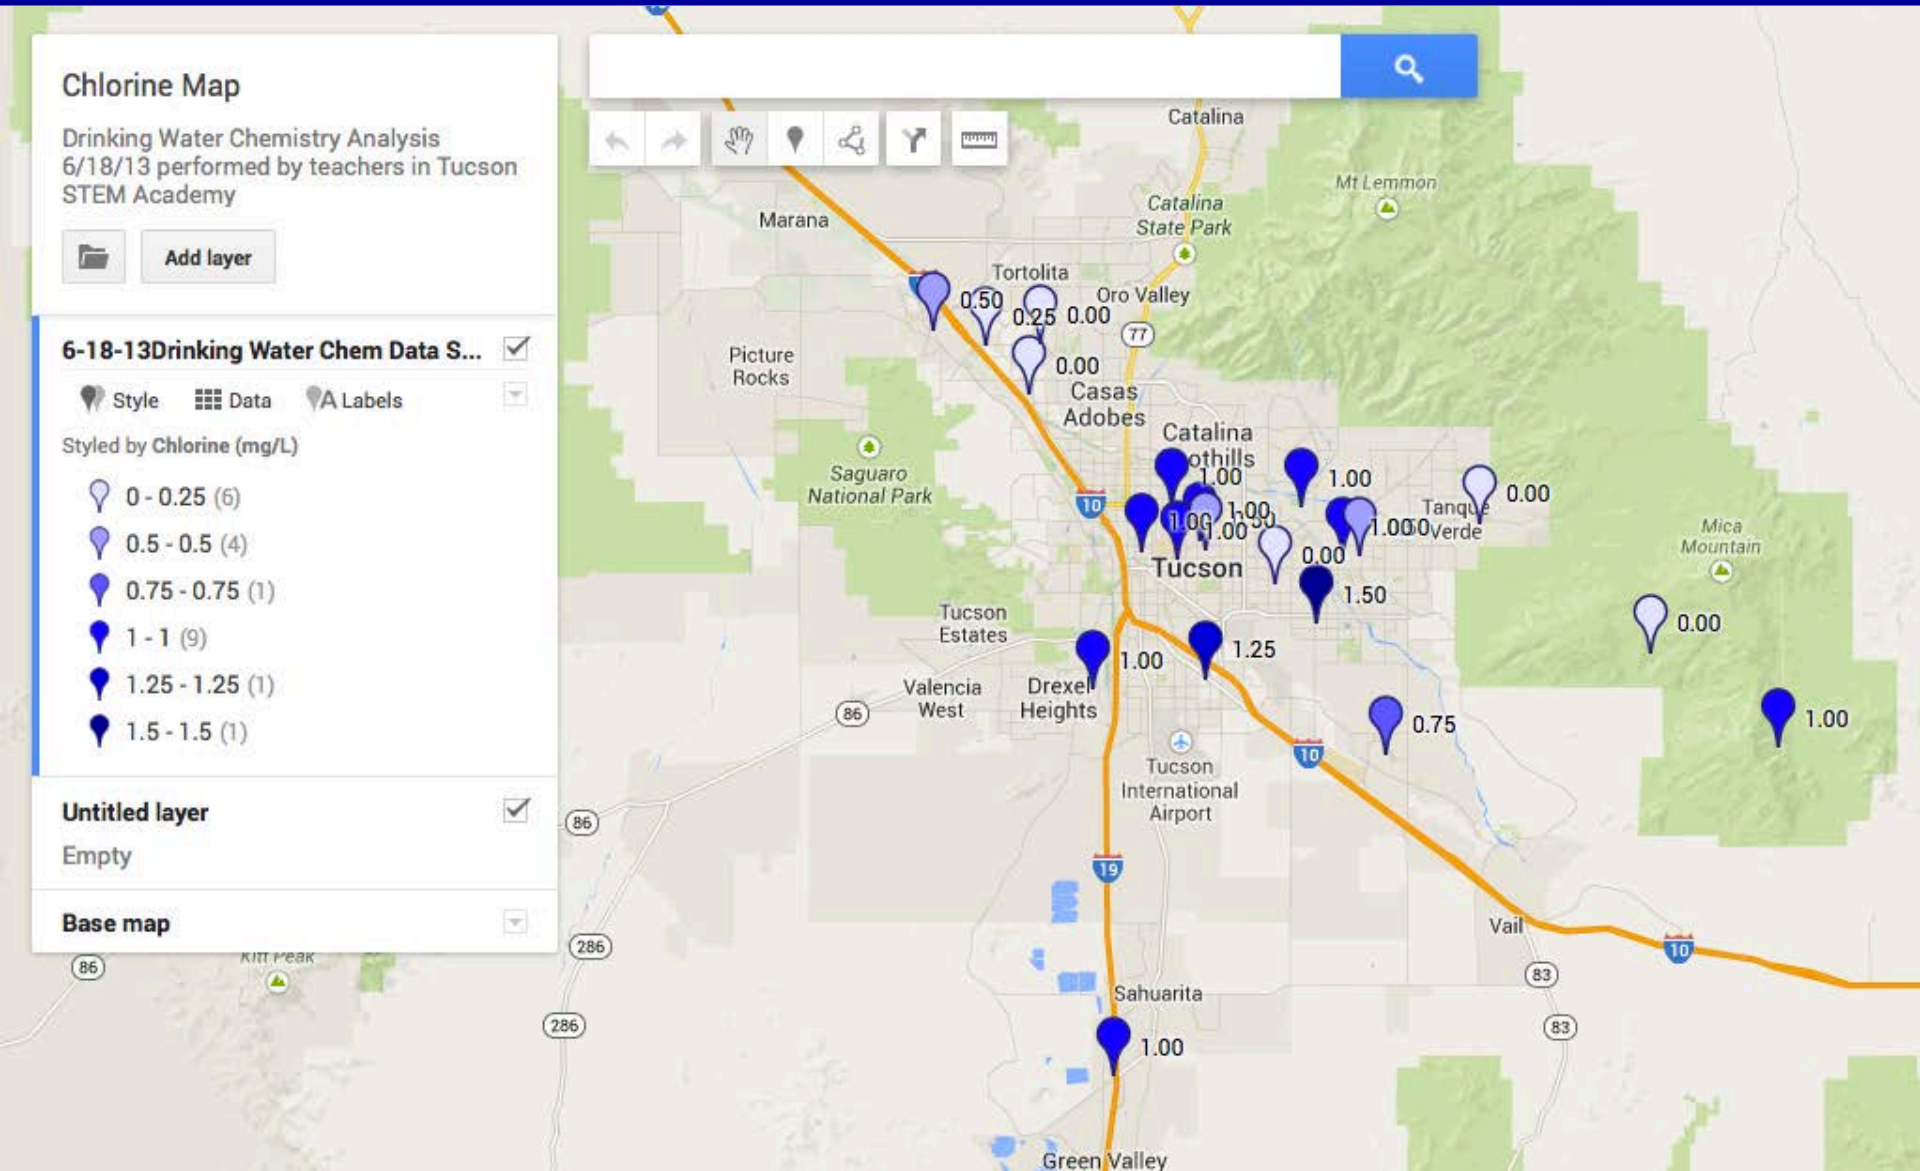 Chlorine Map
Drinking Water Chemistry Analysis
6/18/13 performed by teachers in Tucson
STEM Academy
Add layer
6-18-13Drinking Water Chem Data S...
Style
Data
A Labels
Styled by Chlorine (mg/L)
0 - 0.25 (6)
0.5 - 0.5 (4)
0.75 - 0.75 (1)
1 - 1 (9)
1.25 - 1.25 (1)
1.5 - 1.5 (1)
Untitled layer
Empty
Base map
Catalina
Mt Lemmon
Catalina
State Park
Marana
Tortolita
Oro Valley
0.50
0.25
0.00
77
Picture
Rocks
0.00
Casas
Adobes
Catalina
othills
Saguaro
National Park
1.00
1.00
0.00
Tanque
Verde
10
1.00
1.00
1.00
0.00
Mica
Mountain
Tucson
1.50
Tucson
Estates
0.00
1.25
1.00
Valencia
West
Drexel
Heights
86
0.75
1.00
10
Tucson
International
Airport
86
19
Vail
10
286
Kitt Peak
86
83
Sahuarita
286
83
1.00
Green Valley